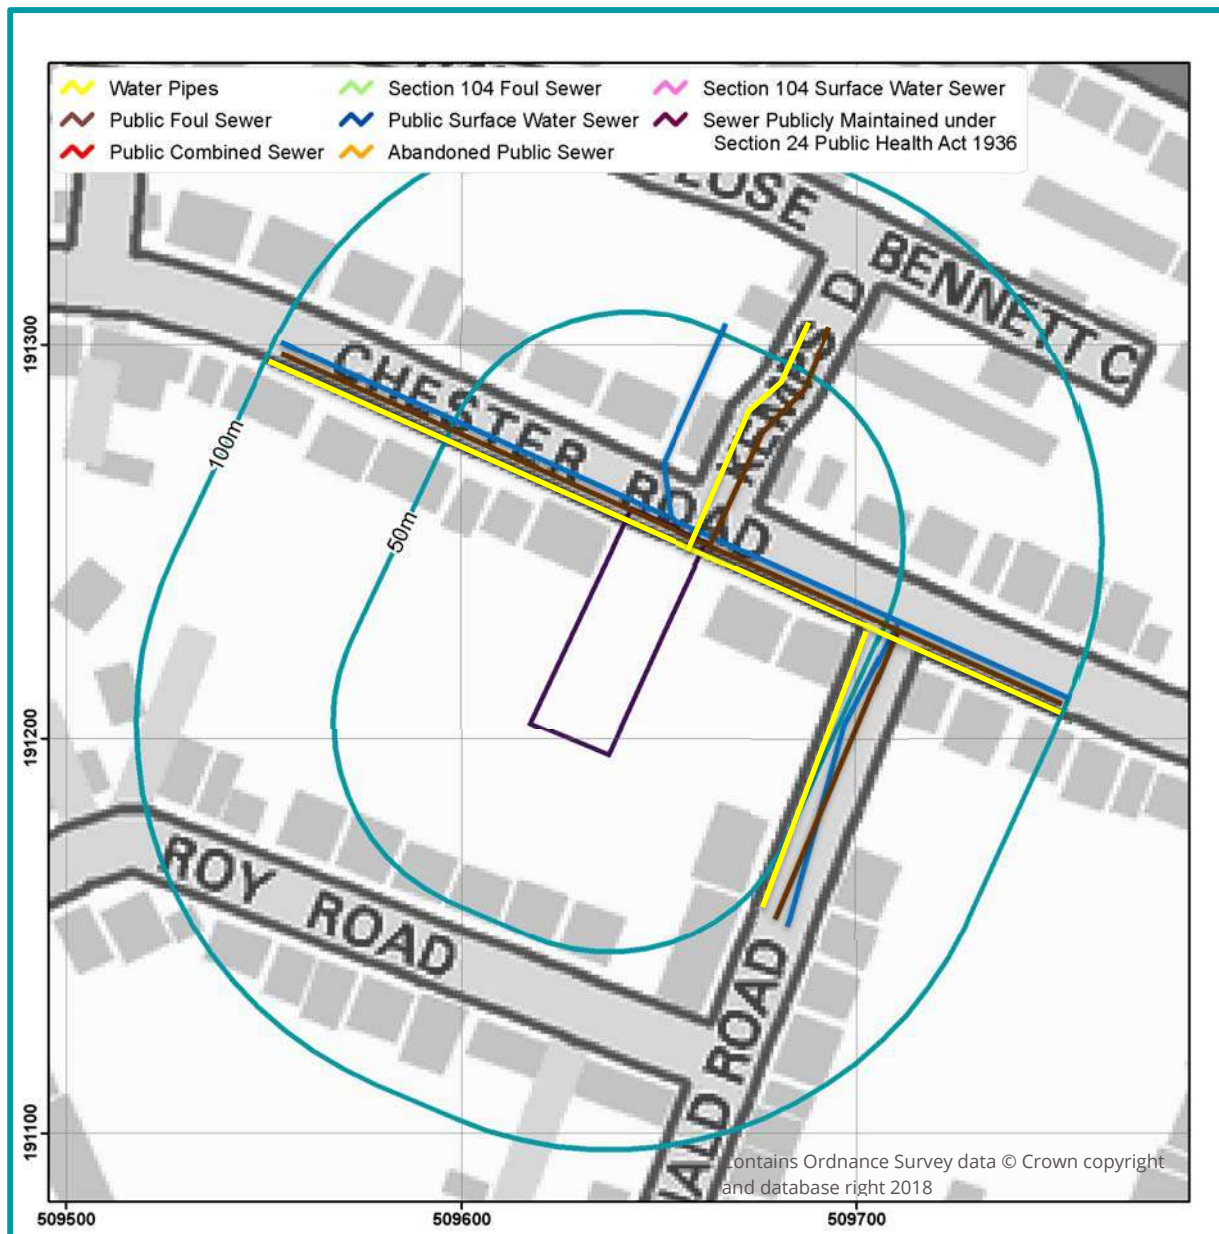 Water Pipes
Section 104 Foul Sewer
Section 104 Surface Water Sewer
Public Foul Sewer
Public Surface Water Sewer
Sewer Publicly Maintained under
Section 24 Public Health Act 1936
Public Combined Sewer
Abandoned Public Sewer
BENNETT C
191300
CHESTER ROAD
100m
50m
191200
ROY ROAD
ROAD
191100
Contains Ordnance Survey data © Crown copyright
and database right 2018
509500
509600
509700